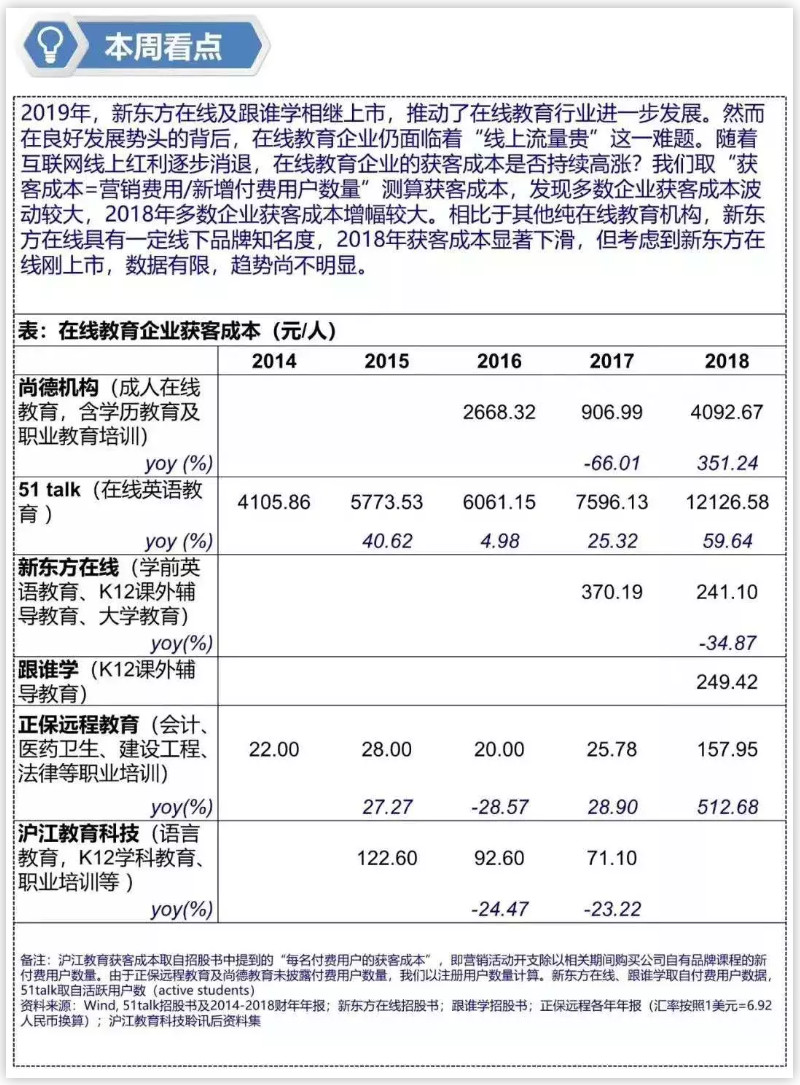 本周看点
2019年，新东方在线及跟谁学相继上市，推动了在线教育行业进一步发展。然而
在良好发展势头的背后，在线教育企业仍面临着“线上流量贵”这一难题。随着
互联网线上红利逐步消退，在线教育企业的获客成本是否持续高涨？我们取“获
客成本=营销费用/新增付费用户数量”测算获客成本，发现多数企业获客成本波
动较大，2018年多数企业获客成本增幅较大。相比于其他纯在线教育机构，新东
方在线具有一定线下品牌知名度，2018年获客成本显著下滑，但考虑到新东方在
线刚上市，数据有限，趋势尚不明显。
表：在线教育企业获客成本（元/人）
2014 2015 2016 2017 2018
尚德机构（成人在线
教育，含学历教育及 2668.32 906.99 4092.67
职业教育培训）
yoy (%) -66.01 351.24
51 talk（在线英语教
育 ） 4105.86 5773.53 6061.15 7596.13 12126.58
yoy (%) 40.62 4.98 25.32 59.64
新东方在线（学前英
语教育、K12课外辅 370.19 241.10
导教育、大学教育）
yoy(%) -34.87
跟谁学（K12课外辅
导教育） 249.42
正保远程教育（会计、
医药卫生、建设工程、 22.00 28.00 20.00 25.78 157.95
法律等职业培训）
yoy(%) 27.27 -28.57 28.90 512.68
沪江教育科技（语言
教育，K12学科教育、 122.60 92.60 71.10
职业培训等 ）
yoy(%) -24.47 -23.22
备注：沪江教育获客成本取自招股书中提到的“每名付费用户的获客成本”，即营销活动开支除以相关期间购买公司自有品牌课程的新
付费用户数量。由于正保远程教育及尚德教育未披露付费用户数量，我们以注册用户数量计算。新东方在线、跟谁学取自付费用户数据，
51talk取自活跃用户数（active students）
资料来源：Wind, 51talk招股书及2014-2018财年年报；新东方在线招股书；跟谁学招股书；正保远程各年年报（汇率按照1美元=6.92
人民币换算）；沪江教育科技聆讯后资料集